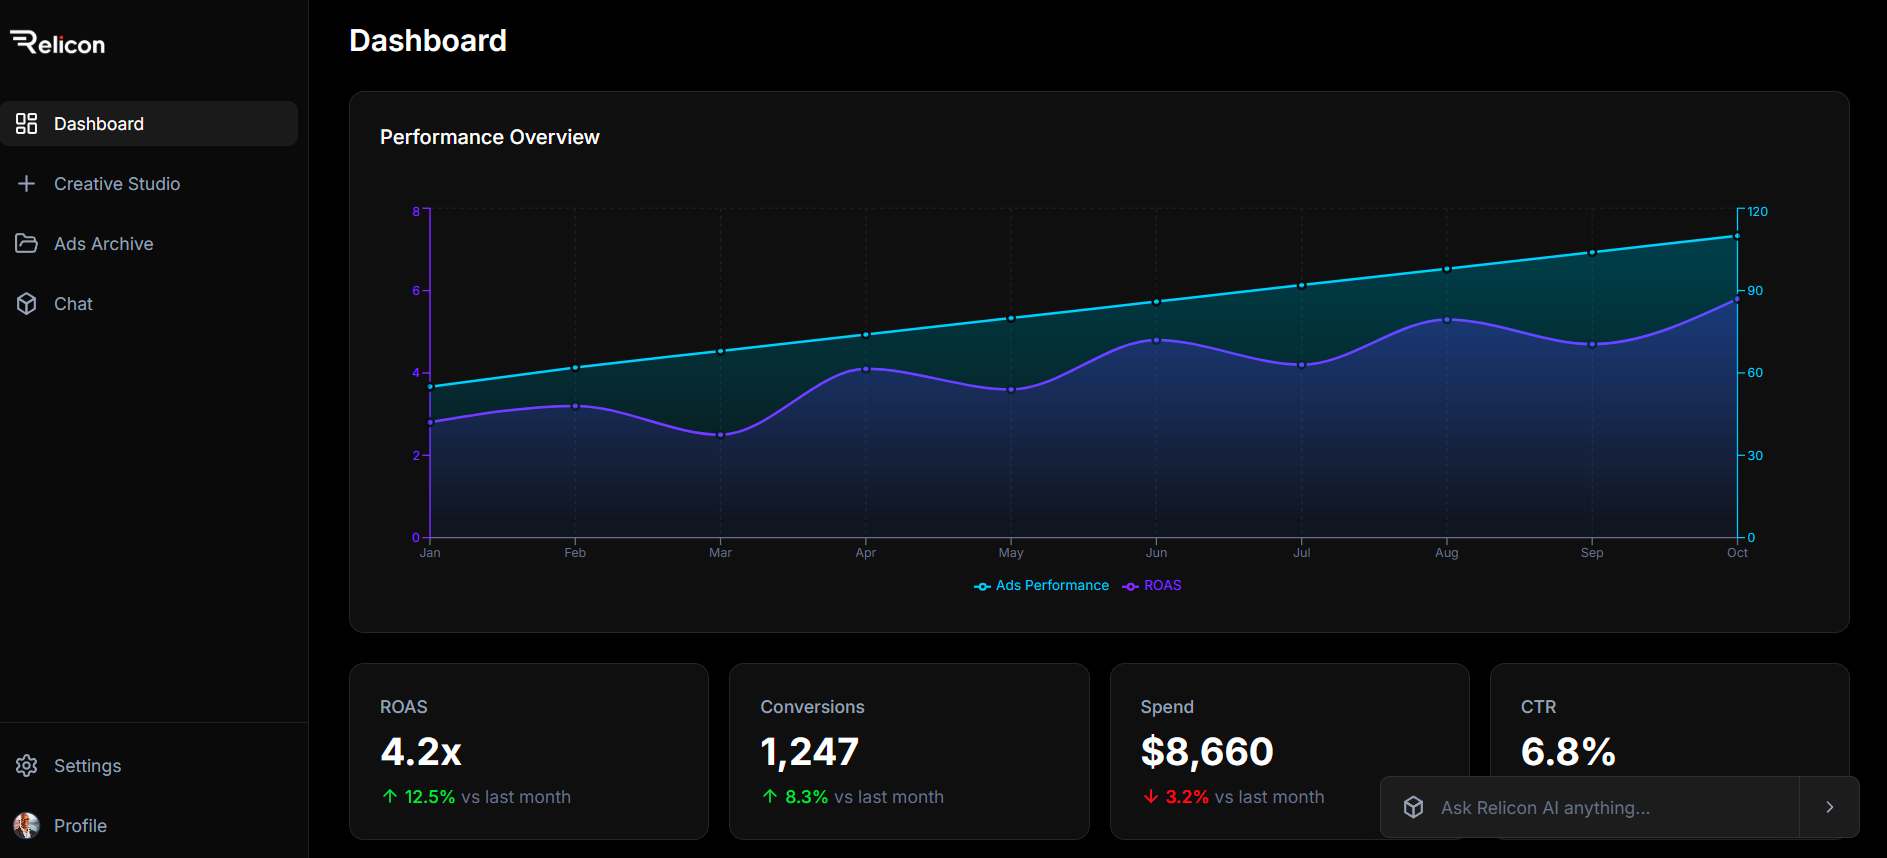 Relicon
Dashboard
Creative Studio
Ads Archive
Chat
Settings
Profile
Dashboard
Performance Overview
8
6
4
2
0
120
90
60
30
0
Jan Feb Mar Apr May Jun Jul Aug Sep Oct
Ads Performance ROAS
ROAS
4.2x
12.5% vs last month
Conversions
1,247
8.3% vs last month
Spend
$8,660
3.2% vs last month
CTR
6.8%
Ask Relicon AI anything...